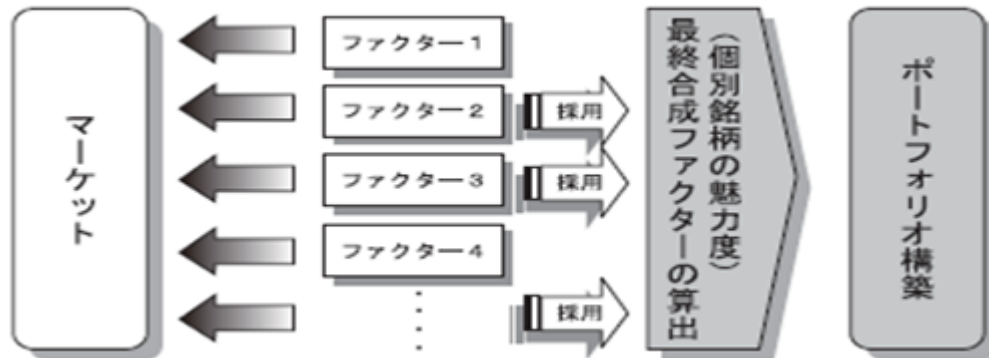 マーケット
ファクター1
ファクター2
採用
ファクター3
採用
ファクター4
採用
最終合成ファクターの算出
（個別銘柄の魅力度）
ポートフォリオ構築